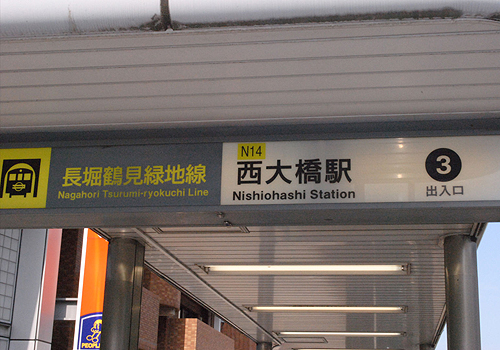 長堀鶴見緑地線
Nagahori Tsurumi-ryokuchi Line
N14
西大橋駅
Nishiohashi Station
3
出入口
PEOPLE